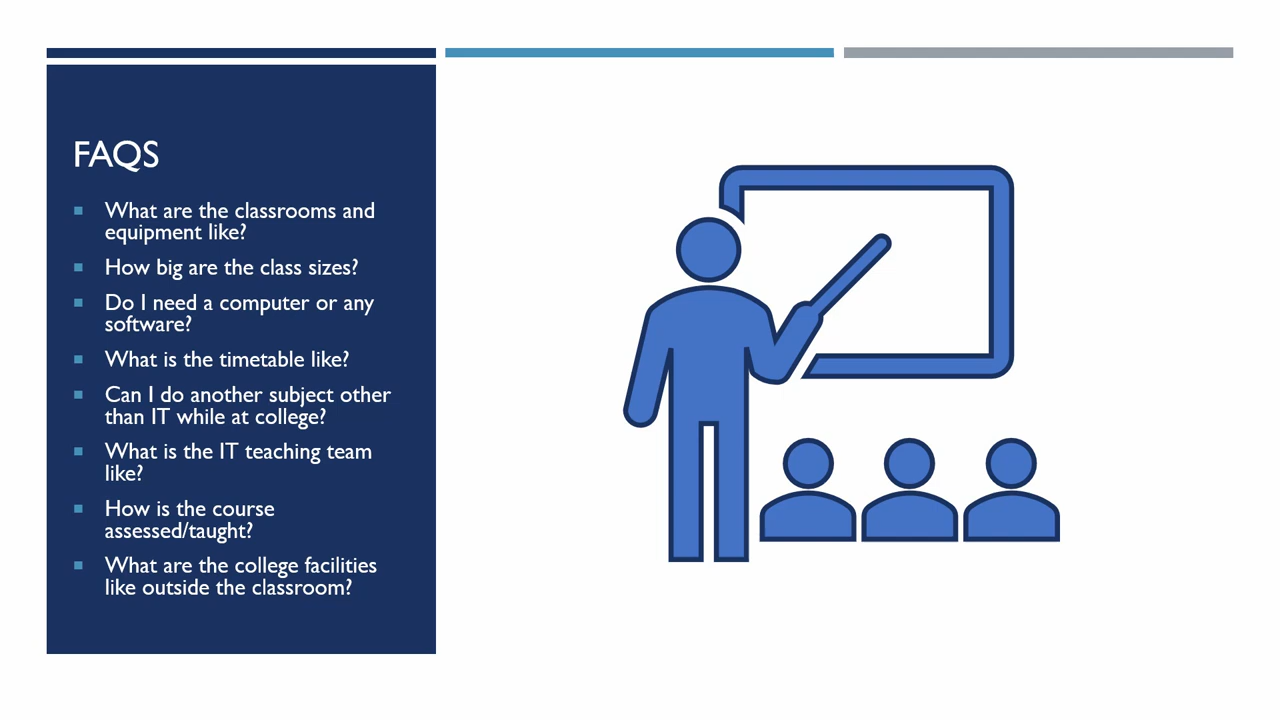 FAQS
What are the classrooms and
equipment like?
How big are the class sizes?
Do I need a computer or any
software?
What is the timetable like?
Can I do another subject other
than IT while at college?
What is the IT teaching team
like?
How is the course
assessed/taught?
What are the college facilities
like outside the classroom?